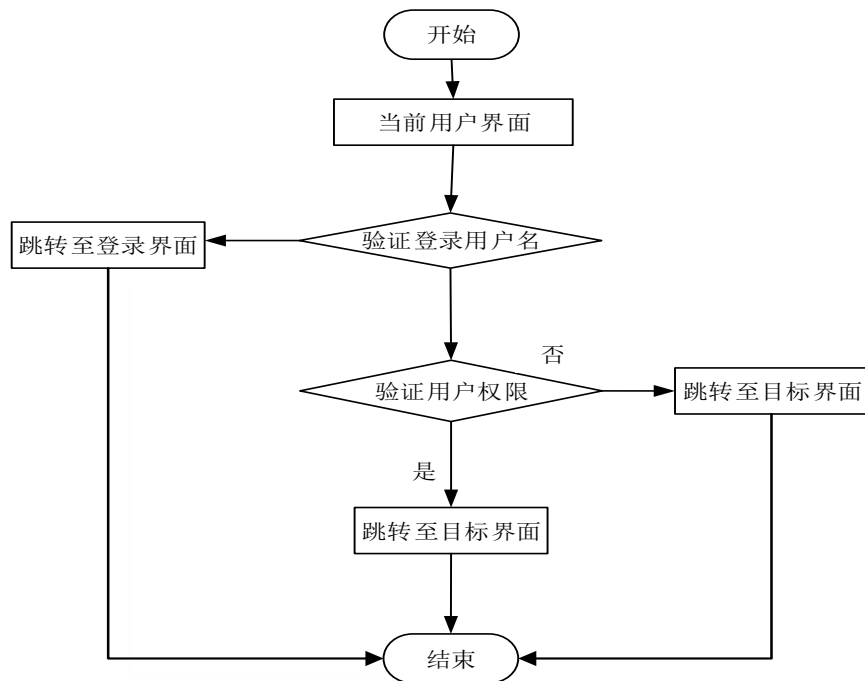 开始
当前用户界面
验证登录用户名
跳转至登录界面
否
验证用户权限
跳转至目标界面
是
跳转至目标界面
结束